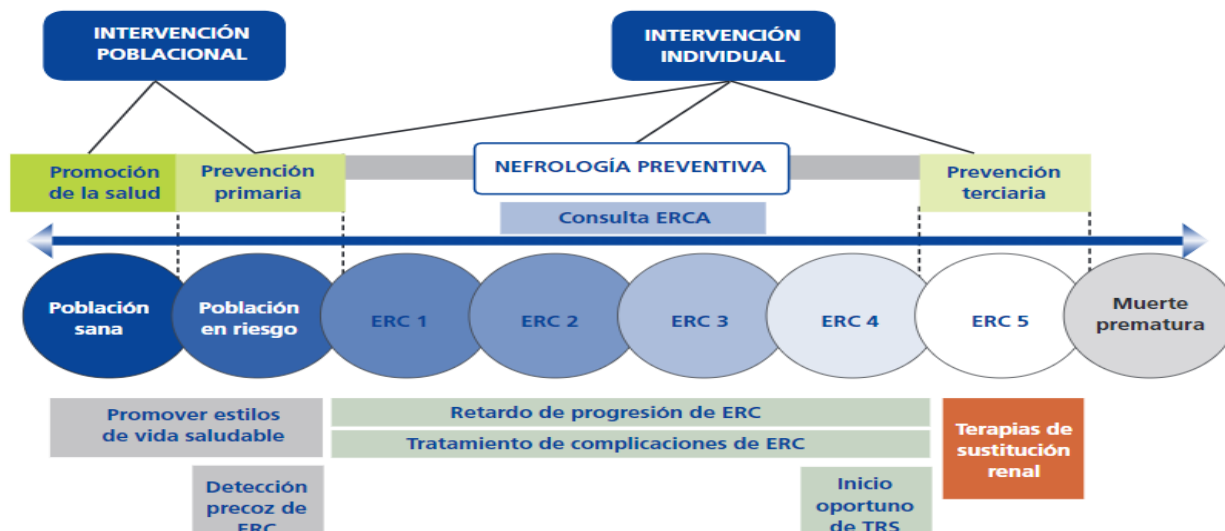 INTERVENCIÓN
POBLACIONAL
INTERVENCIÓN
INDIVIDUAL
Promoción
de la salud
Prevención
primaria
NEFROLOGÍA PREVENTIVA
Prevención
terciaria
Consulta ERCA
Población
sana
Población
en riesgo
ERC 1
ERC 2
ERC 3
ERC 4
ERC 5
Muerte
prematura
Promover estilos
de vida saludable
Retardo de progresión de ERC
Tratamiento de complicaciones de ERC
Terapias de
sustitución
renal
Detección
precoz de
ERC
Inicio
oportuno
de TRS